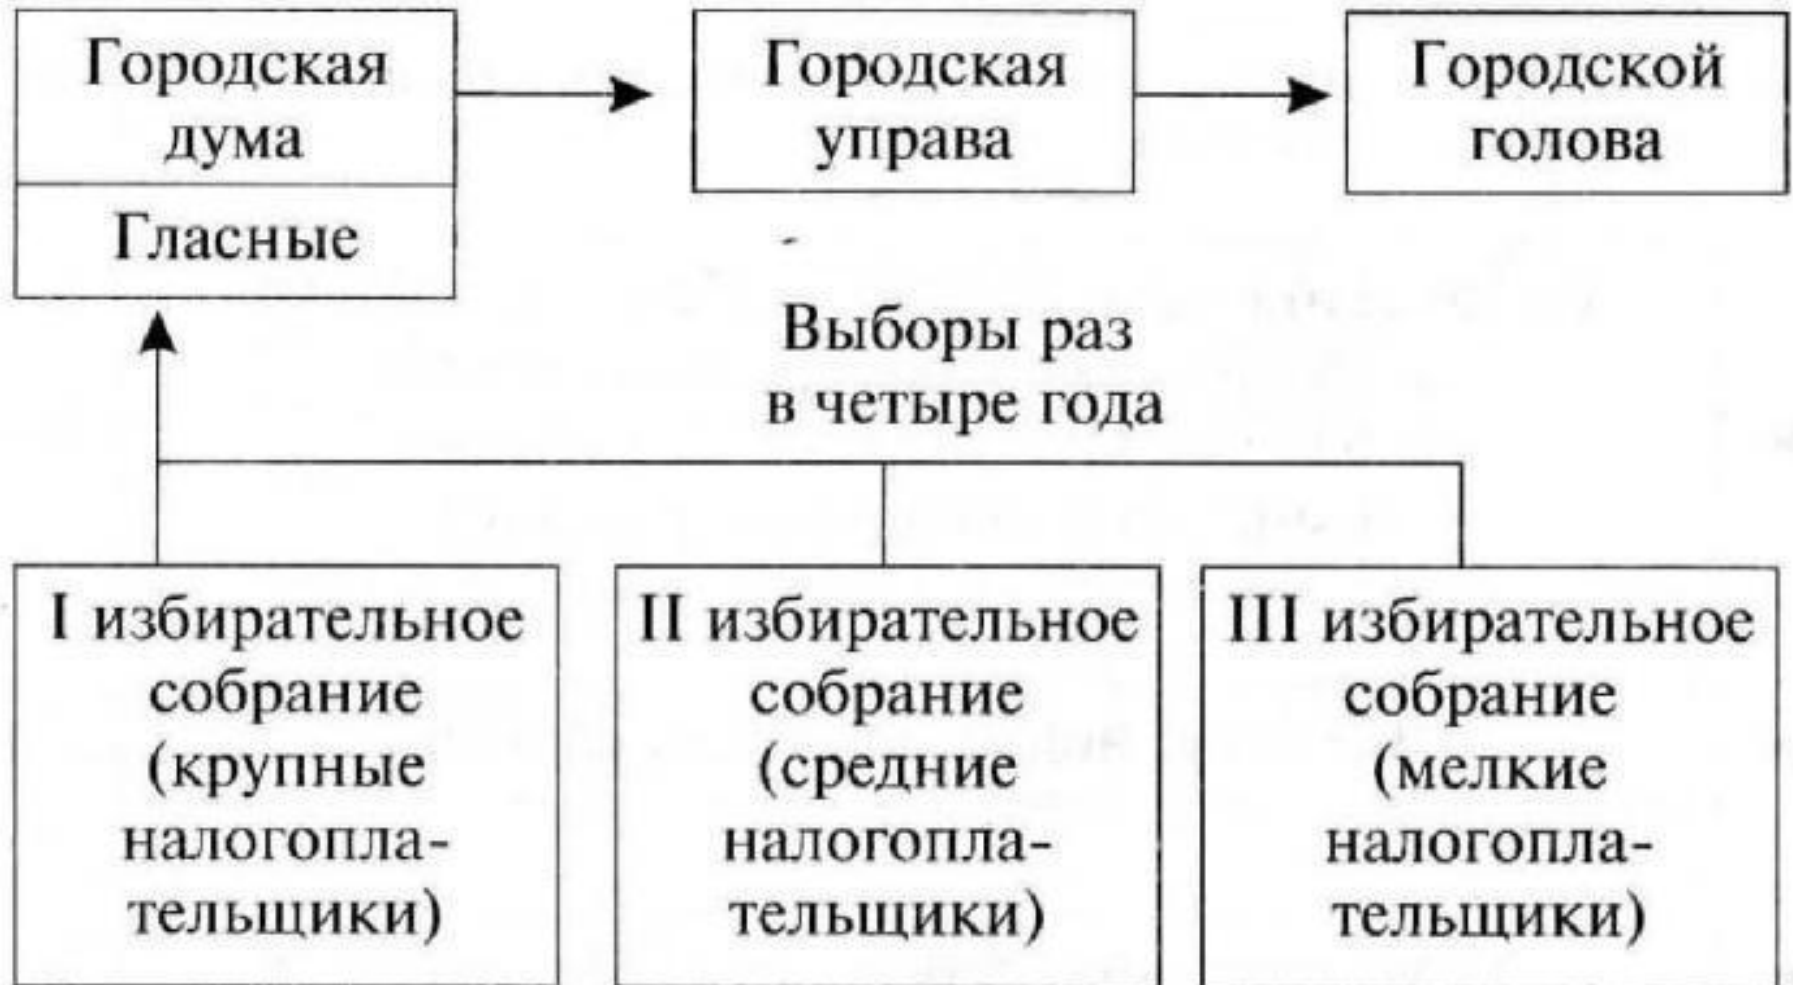 Городская
дума
Гласные
Городская
управа
Городской
голова
Выборы раз
в четыре года
I избирательное
собрание
(крупные
налогопла-
тельщики)
II избирательное
собрание
(средние
налогопла-
тельщики)
III избирательное
собрание
(мелкие
налогопла-
тельщики)